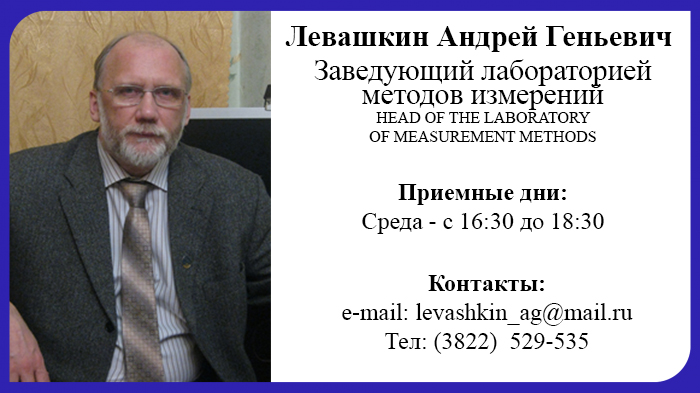 Левашкин Андрей Геньевич
Заведующий лабораторией
методов измерений
HEAD OF THE LABORATORY
OF MEASUREMENT METHODS
Приемные дни:
Среда - с 16:30 до 18:30
Контакты:
e-mail: levashkin_ag@mail.ru
Тел: (3822) 529-535